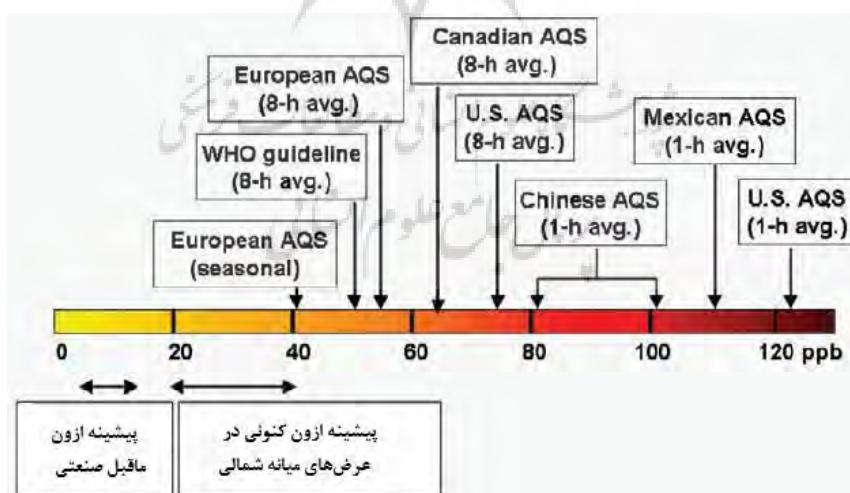 Canadian AQS
(8-h avg.)
European AQS
(8-h avg.)
U.S. AQS
(8-h avg.)
Mexican AQS
(1-h avg.)
WHO guideline
(8-h avg.)
Chinese AQS
(1-h avg.)
U.S. AQS
(1-h avg.)
European AQS
(seasonal)
0 20 40 60 80 100 120 ppb
پیشینه ازون
ماقبل صنعتی
پیشینه ازون کنونی در
عرض‌های میانه شمالی